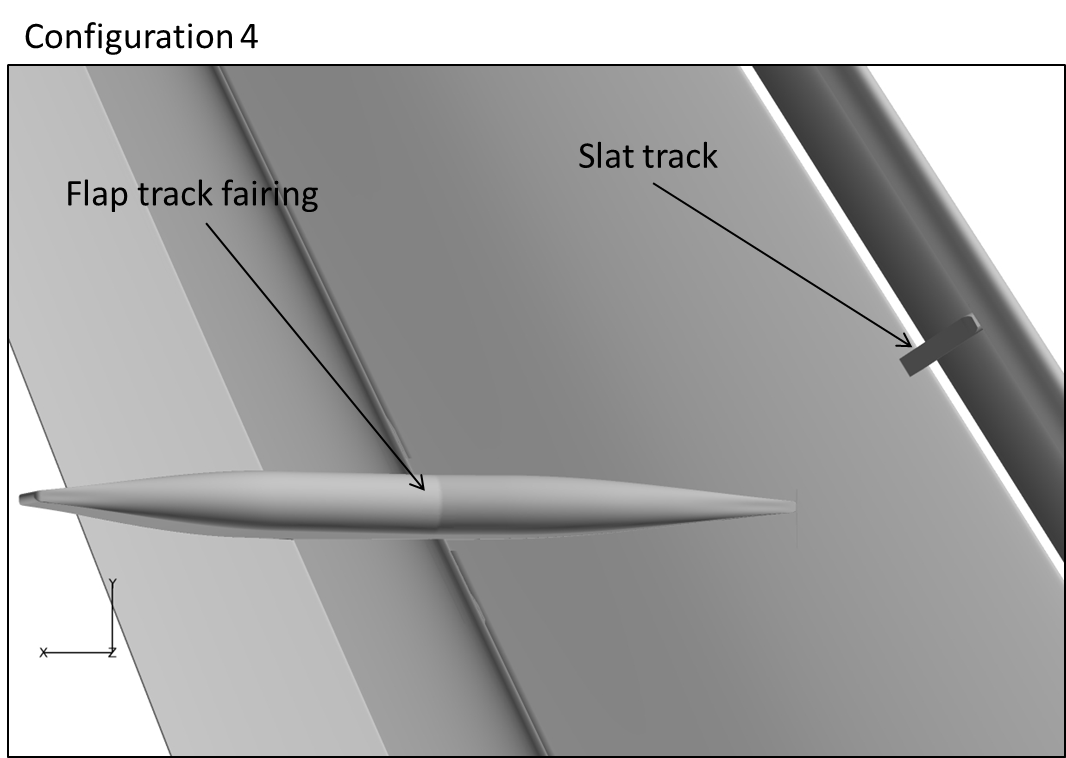 Configuration 4
Slat track
Flap track fairing
Y
X
Z